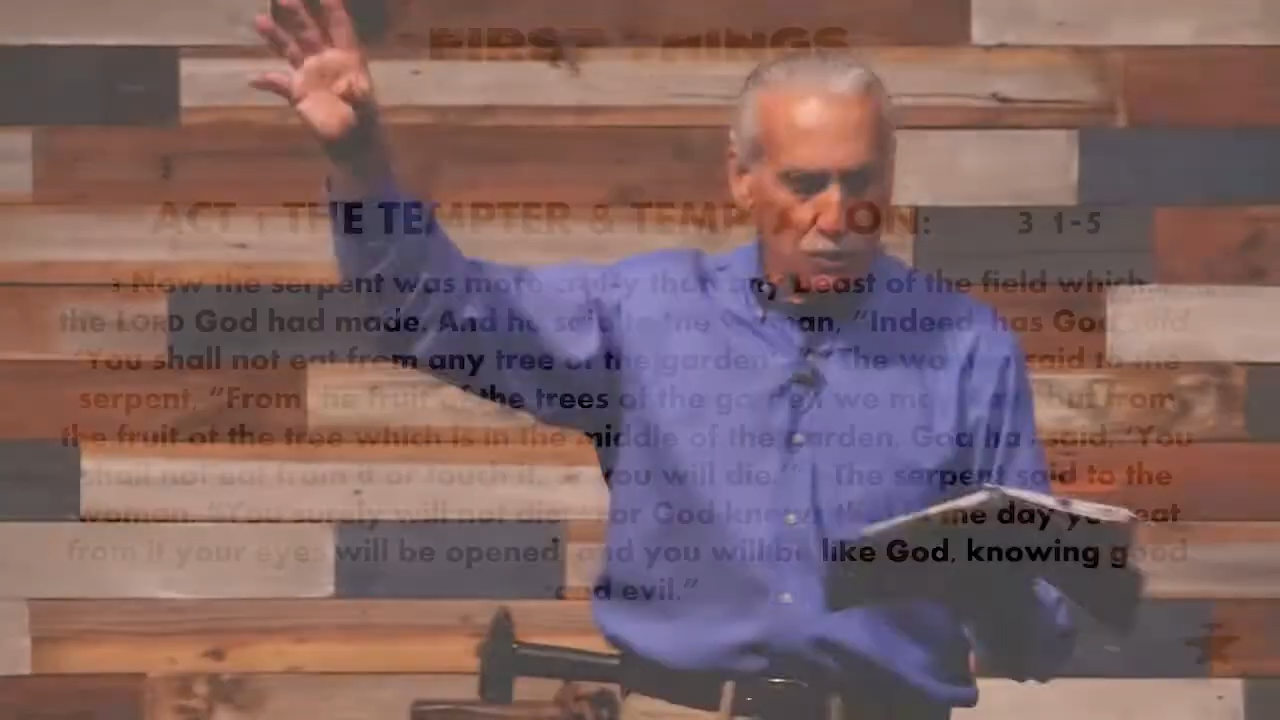 FIRST THINGS
ACT 1 THE TEMPTER & TEMPTATION: 3 1-5
1 Now the serpent was more crafty than any beast of the field which
the LORD God had made. And he said to the woman, “Indeed, has God said
‘You shall not eat from any tree of the garden’ The woman said to the
serpent, “From the fruit of the trees of the garden we may eat but from
the fruit of the tree which is in the middle of the garden, God has said, ‘You
shall not eat from it or touch it, or you will die.’” The serpent said to the
woman, “You surely will not die! For God knows that in the day you eat
from it your eyes will be opened, and you will be like God, knowing good
and evil.”